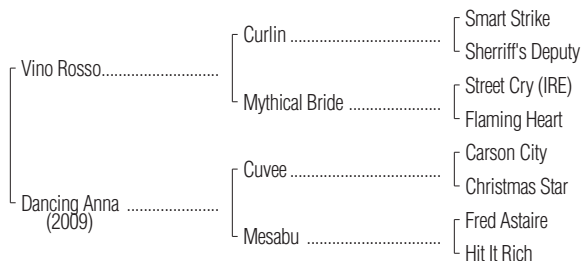 Smart Strike
Curlin ........................................
Sherriff's Deputy
Vino Rosso..............................
Street Cry (IRE)
Mythical Bride ........................
Flaming Heart
Carson City
Cuvee ........................................
Christmas Star
Dancing Anna ........................
(2009)
Fred Astaire
Mesabu ...................................
Hit It Rich